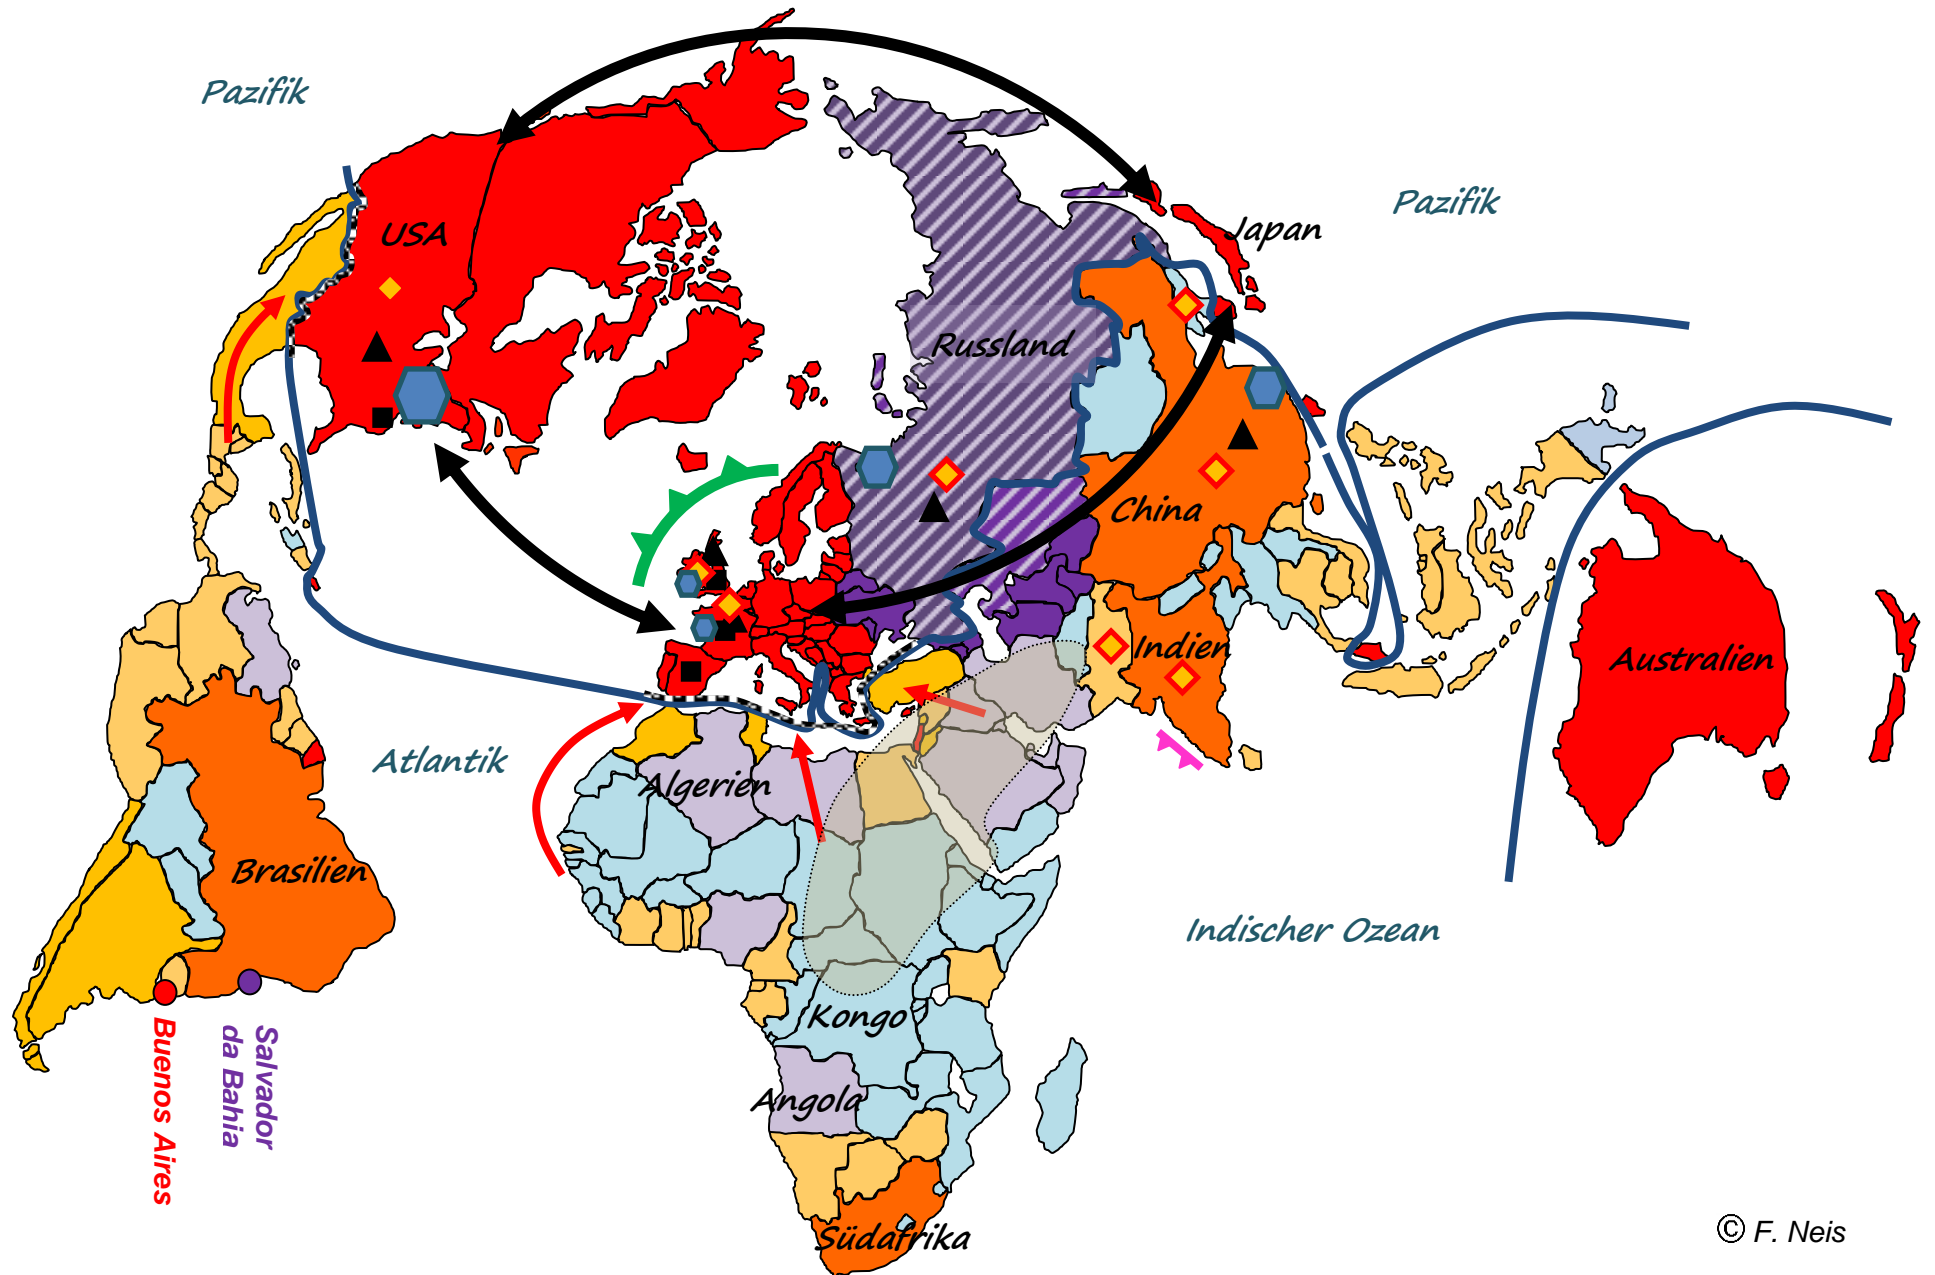 Pazifik
Pazifik
USA
Japan
Russland
China
Indien
Australien
Atlantik
Algerien
Brasilien
Indischer Ozean
Kongo
Buenos Aires
Salvador
da Bahia
Angola
Südafrika
© F. Neis